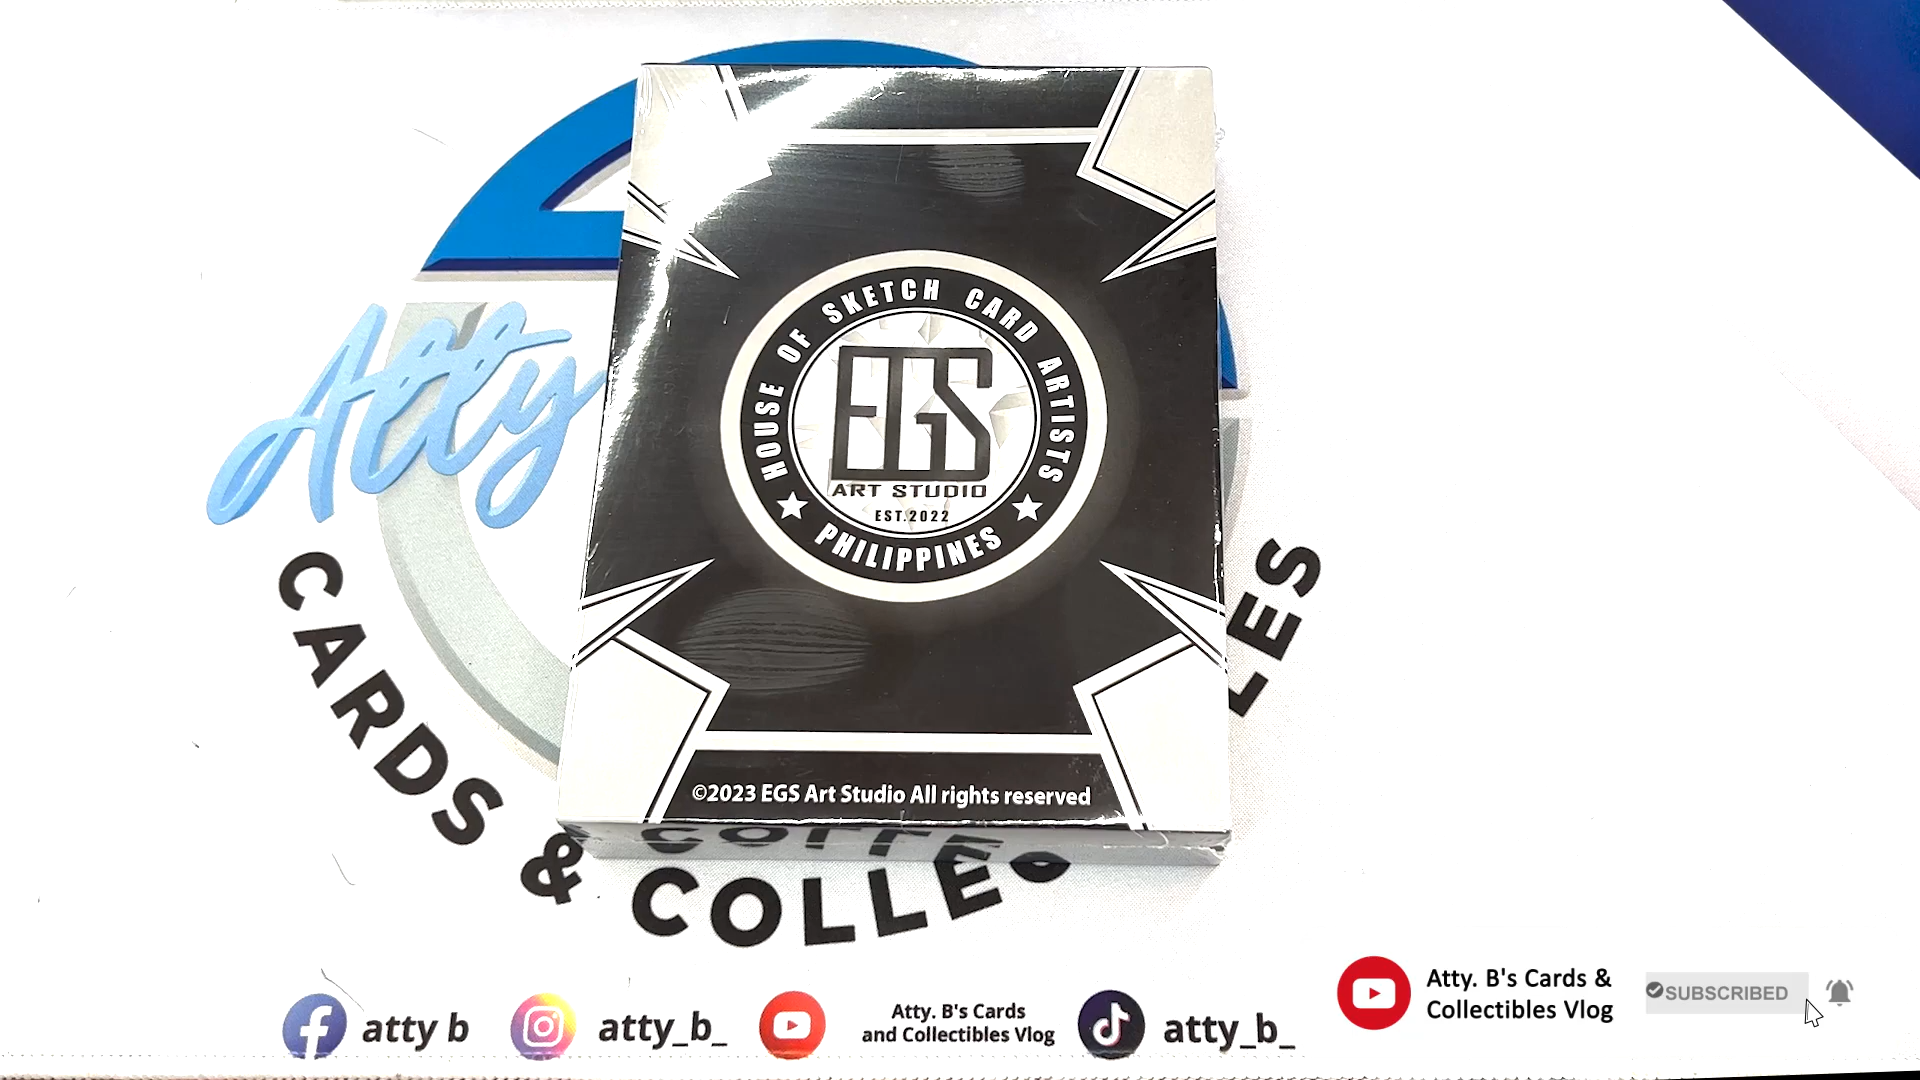 HOUSE OF SKETCH CARD ARTISTS
EGS
ART STUDIO
EST.2022
PHILIPPINES
©2023 EGS Art Studio All rights reserved
Atty
CARDS & COLLE
LES
atty b
atty_b_
Atty. B's Cards
and Collectibles Vlog
atty_b_
Atty. B's Cards &
Collectibles Vlog
SUBSCRIBED